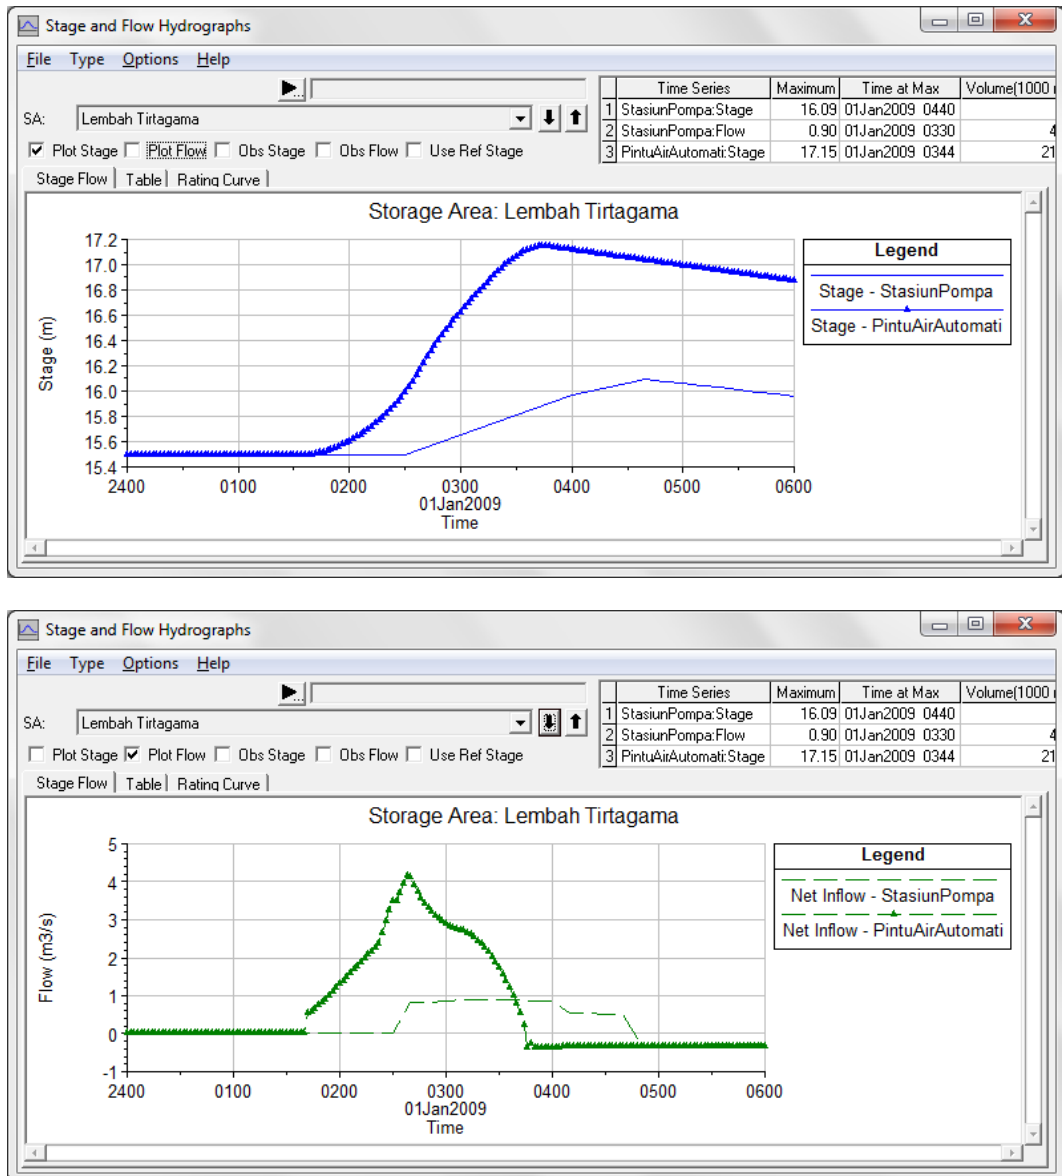 Stage and Flow Hydrographs
File Type Options Help
SA: Lembah Tirtagama
Plot Stage Plot Flow Obs Stage Obs Flow Use Ref Stage
Time Series Maximum Time at Max Volume(1000
1 StasiunPompa:Stage 16.09 01Jan2009 0440
2 StasiunPompa:Flow 0.90 01Jan2009 0330 4
3 PintuAirAutomati:Stage 17.15 01Jan2009 0344 21
Stage Flow Table Rating Curve
Storage Area: Lembah Tirtagama
17.2
17.0
16.8
16.6
16.4
16.2
16.0
15.8
15.6
15.4
Stage (m)
2400 0100 0200 0300 0400 0500 0600
01Jan2009
Time
Legend
Stage - StasiunPompa
Stage - PintuAirAutomati
Stage and Flow Hydrographs
File Type Options Help
SA: Lembah Tirtagama
Plot Stage Plot Flow Obs Stage Obs Flow Use Ref Stage
Time Series Maximum Time at Max Volume(1000
1 StasiunPompa:Stage 16.09 01Jan2009 0440
2 StasiunPompa:Flow 0.90 01Jan2009 0330 4
3 PintuAirAutomati:Stage 17.15 01Jan2009 0344 21
Stage Flow Table Rating Curve
Storage Area: Lembah Tirtagama
5
4
3
2
1
0
-1
Flow (m3/s)
2400 0100 0200 0300 0400 0500 0600
01Jan2009
Time
Legend
Net Inflow - StasiunPompa
Net Inflow - PintuAirAutomati